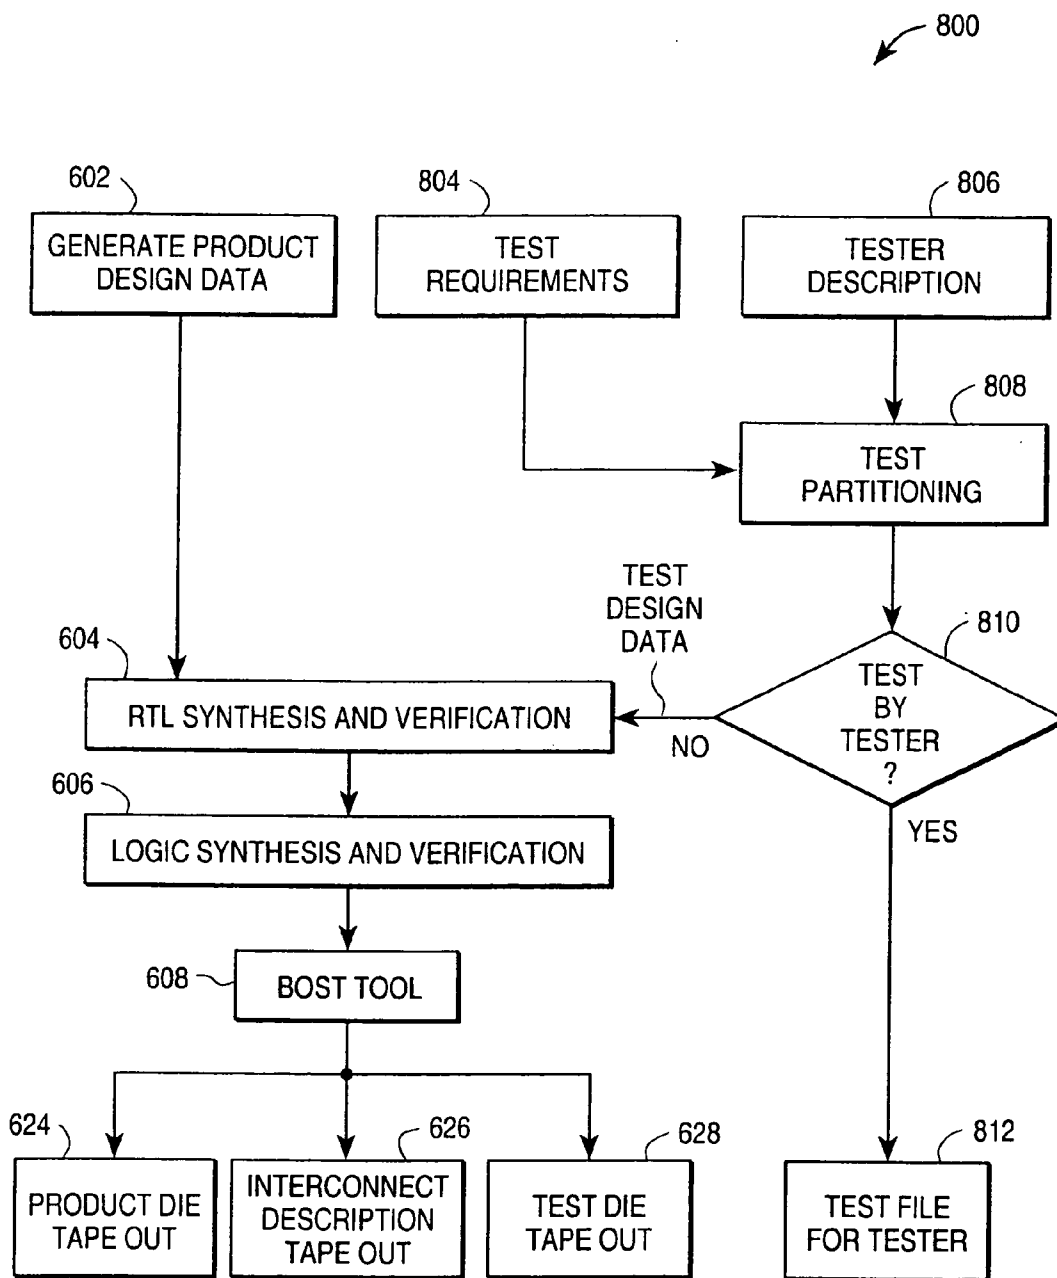 800
602
804
806
GENERATE PRODUCT
DESIGN DATA
TEST
REQUIREMENTS
TESTER
DESCRIPTION
808
TEST
PARTITIONING
TEST
DESIGN
DATA
810
604
TEST
BY
TESTER
?
RTL SYNTHESIS AND VERIFICATION
NO
606
YES
LOGIC SYNTHESIS AND VERIFICATION
608
BOST TOOL
624
626
628
812
PRODUCT DIE
TAPE OUT
INTERCONNECT
DESCRIPTION
TAPE OUT
TEST DIE
TAPE OUT
TEST FILE
FOR TESTER